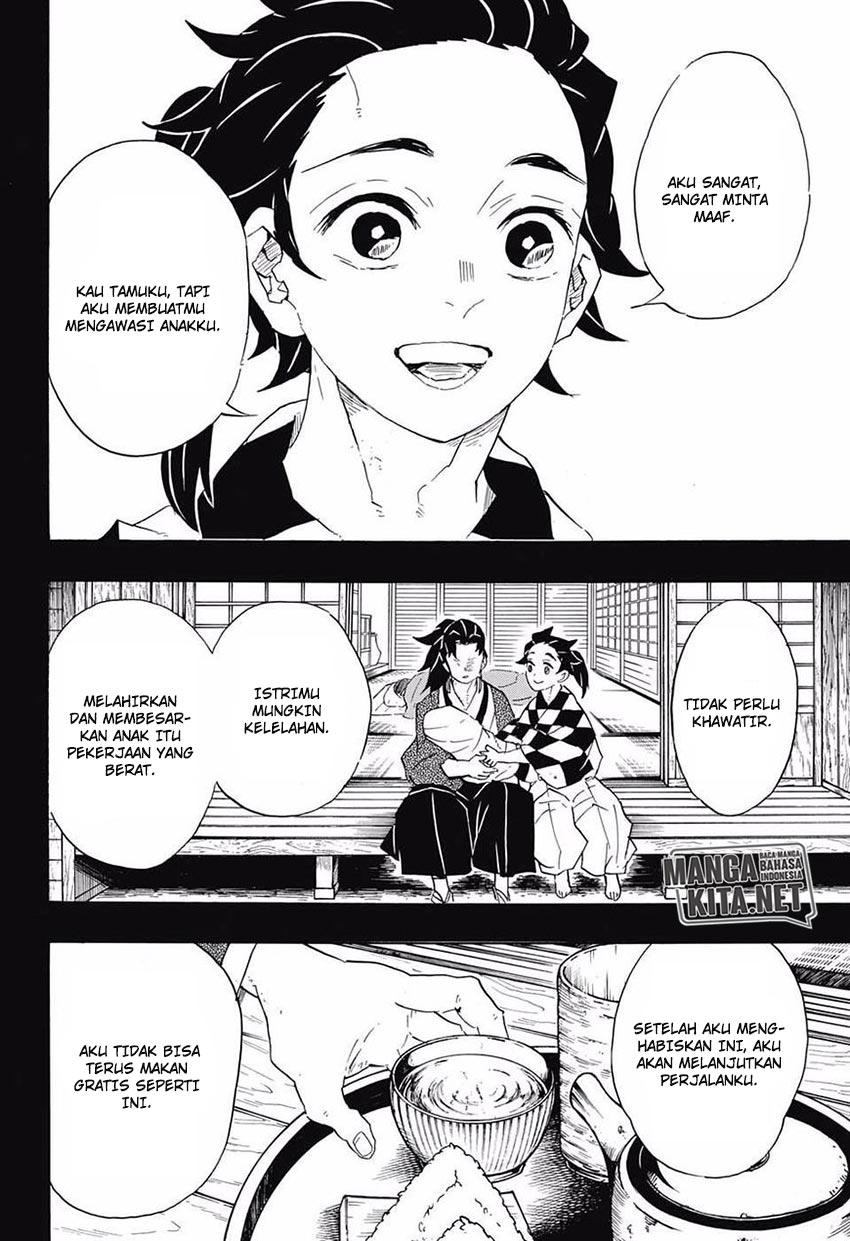 AKU SANGAT,
SANGAT MINTA
MAAF.
KAU TAMUKU, TAPI
AKU MEMBUATMU
MENGAWASI ANAKKU.
TIDAK PERLU
KHAWATIR.
ISTRIMU
MUNGKIN
KELELAHAN.
MELAHIRKAN
DAN MEMBESAR-
KAN ANAK ITU
PEKERJAAN YANG
BERAT.
MANGA
KITA.NET
BACA MANGA
BAHASA
INDONESIA
SETELAH AKU MENG-
HABISKAN INI, AKU
AKAN MELANJUTKAN
PERJALANKU.
AKU TIDAK BISA
TERUS MAKAN
GRATIS SEPERTI
INI.